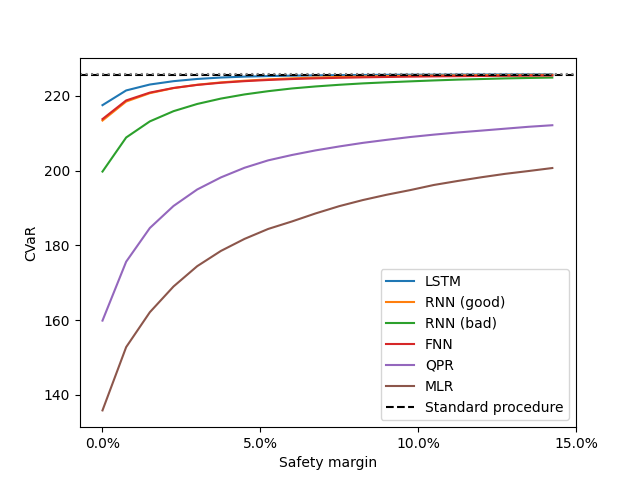 220
200
180
160
140
CVaR
0.0%
5.0%
10.0%
15.0%
Safety margin
LSTM
RNN (good)
RNN (bad)
FNN
QPR
MLR
Standard procedure